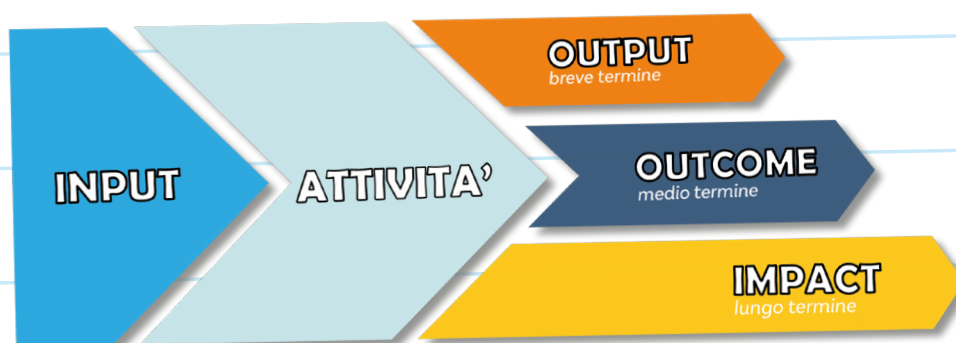 INPUT
ATTIVITA'
OUTPUT
breve termine
OUTCOME
medio termine
IMPACT
lungo termine